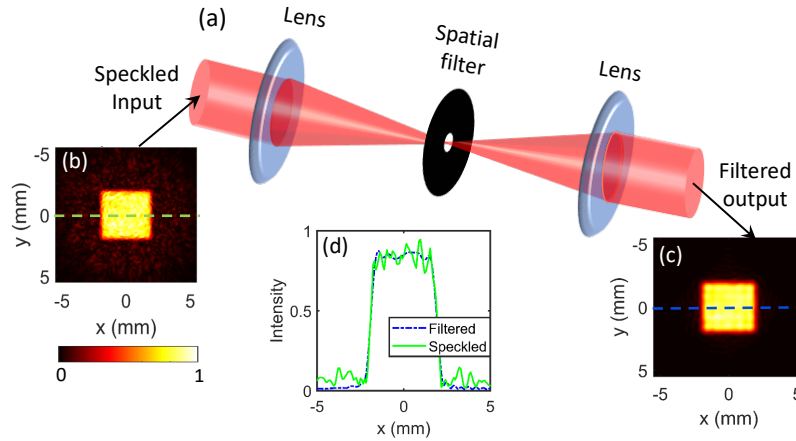 (a)
Lens
Spatial
filter
Lens
Speckled
Input
Filtered
output
(b)
-5
0
5
y (mm)
-5
0
5
x (mm)
0
1
(d)
1
0.5
0
Intensity
Filtered
Speckled
-5
0
5
x (mm)
(c)
-5
0
5
y (mm)
-5
0
5
x (mm)